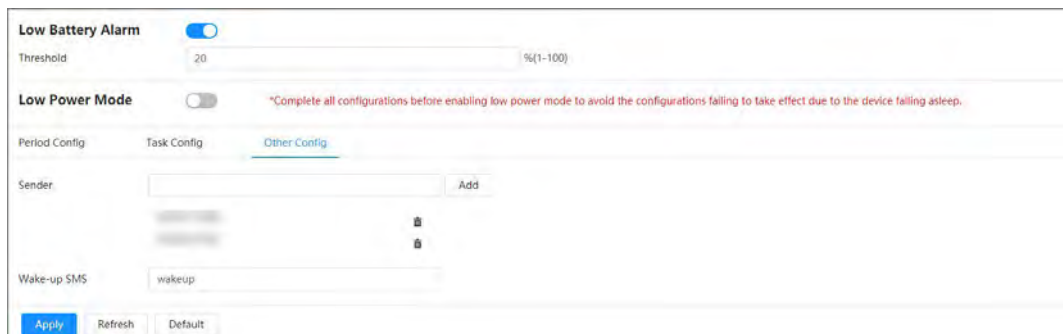 Low Battery Alarm
Threshold 20 %(1-100)
Low Power Mode *Complete all configurations before enabling low power mode to avoid the configurations failing to take effect due to the device falling asleep.
Period Config Task Config Other Config
Sender Add
Wake-up SMS wakeup
Apply Refresh Default